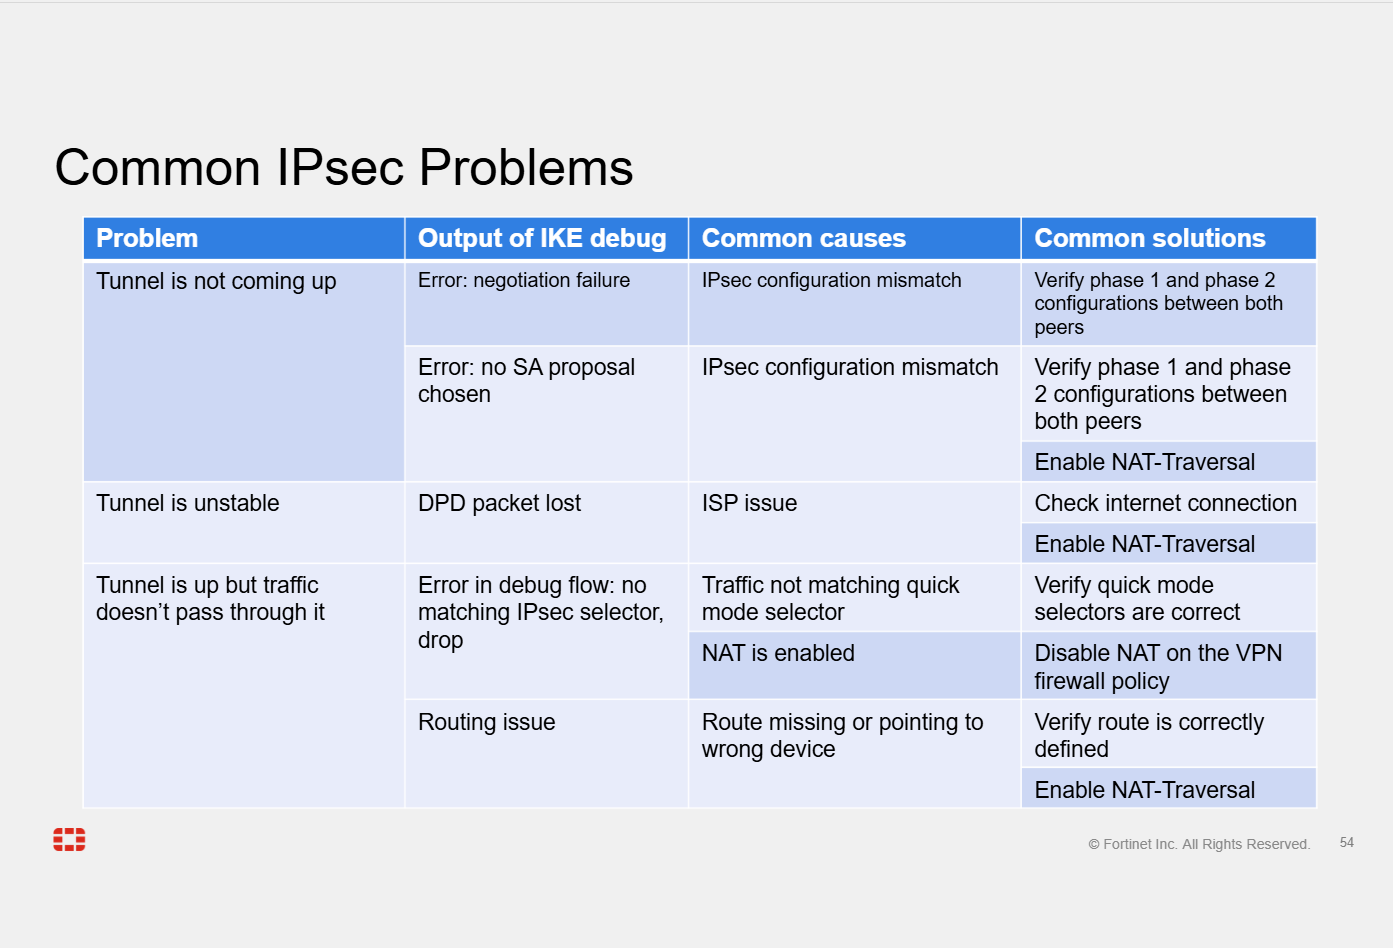 Common IPsec Problems
Problem
Output of IKE debug
Common causes
Common solutions
Tunnel is not coming up
Error: negotiation failure
IPsec configuration mismatch
Verify phase 1 and phase 2
configurations between both
peers
Error: no SA proposal
chosen
IPsec configuration mismatch
Verify phase 1 and phase
2 configurations between
both peers
Enable NAT-Traversal
Tunnel is unstable
DPD packet lost
ISP issue
Check internet connection
Enable NAT-Traversal
Tunnel is up but traffic
doesn’t pass through it
Error in debug flow: no
matching IPsec selector,
drop
Traffic not matching quick
mode selector
Verify quick mode
selectors are correct
NAT is enabled
Disable NAT on the VPN
firewall policy
Routing issue
Route missing or pointing to
wrong device
Verify route is correctly
defined
Enable NAT-Traversal
© Fortinet Inc. All Rights Reserved.
54